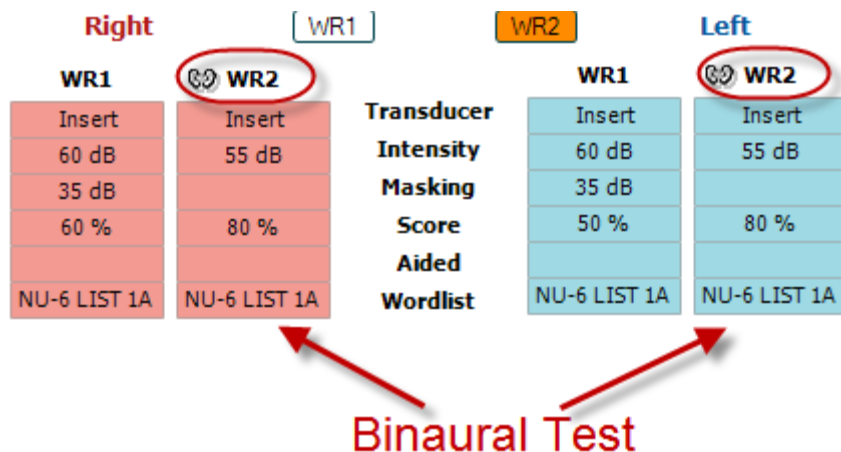 Right WR1 WR2 Left
WR1 WR2 WR1 WR2
Insert Insert Transducer Insert Insert
60 dB 55 dB Intensity 60 dB 55 dB
35 dB Masking 35 dB
60 % 80 % Score 50 % 80 %
Aided
NU-6 LIST 1A NU-6 LIST 1A Wordlist NU-6 LIST 1A NU-6 LIST 1A
Binaural Test